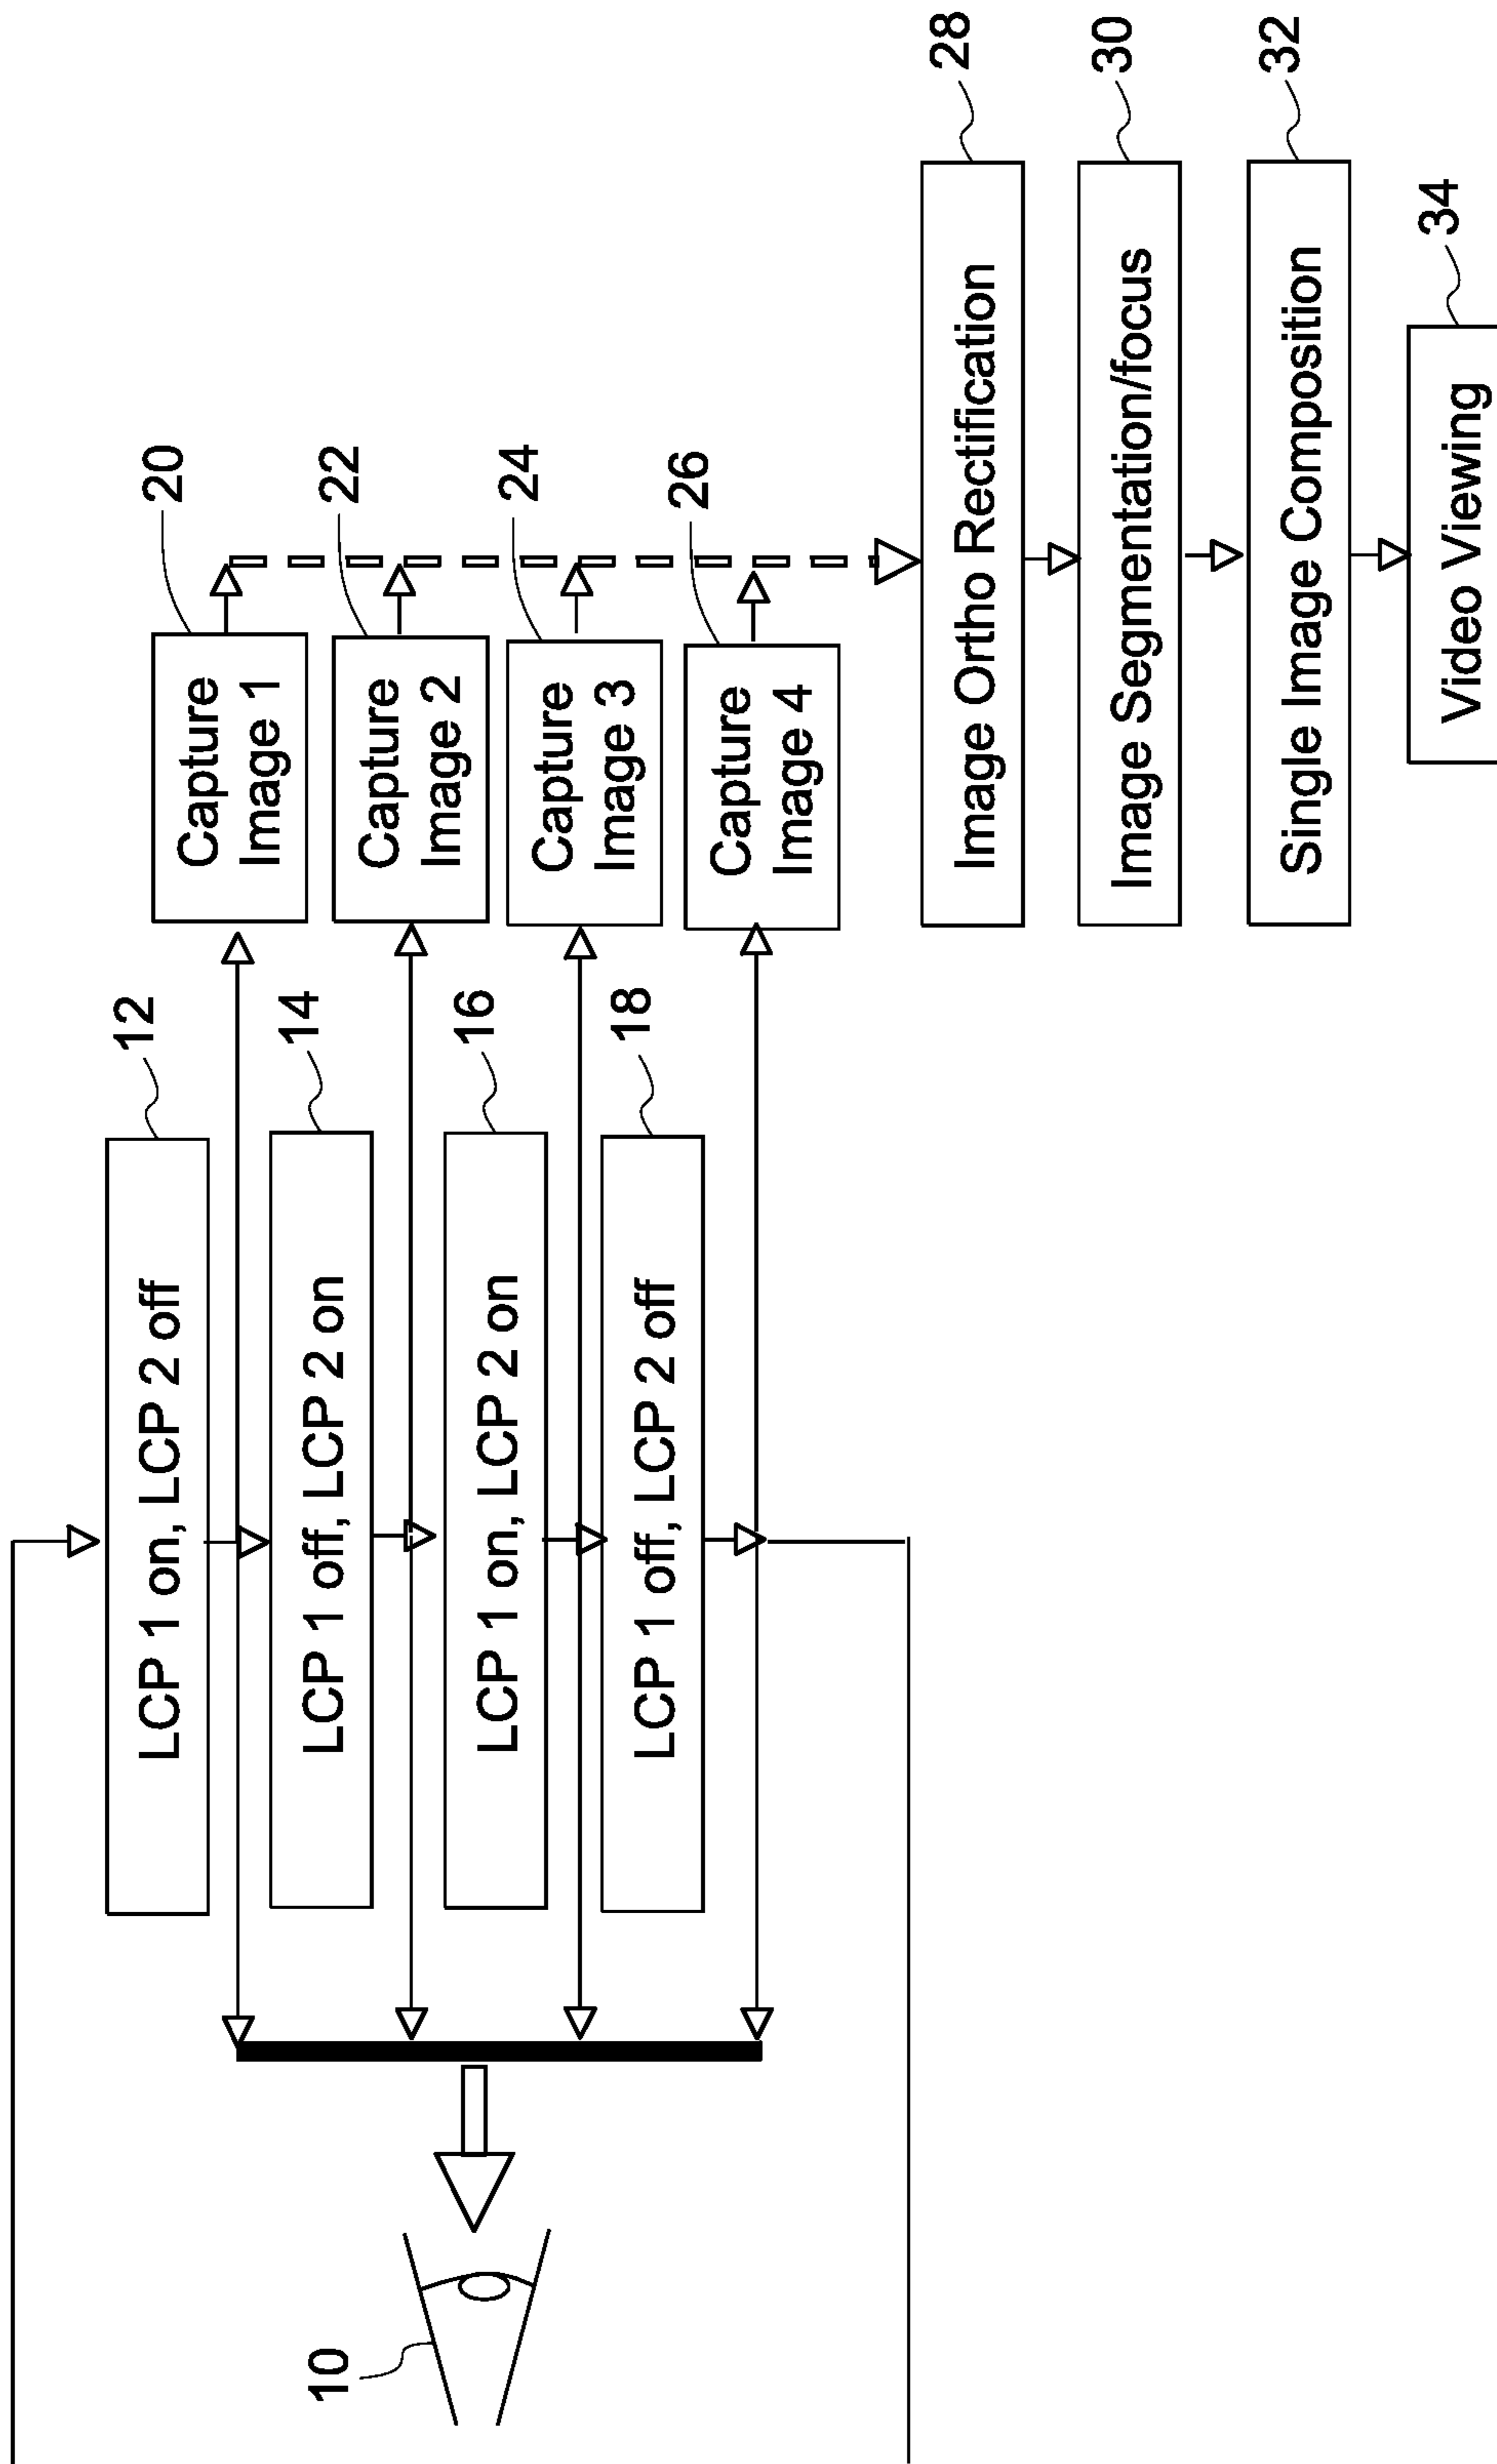 12
LCP 1 on, LCP 2 off
14
LCP 1 off, LCP 2 on
16
LCP 1 on, LCP 2 on
18
LCP 1 off, LCP 2 off
10
20
Capture
Image 1
22
Capture
Image 2
24
Capture
Image 3
26
Capture
Image 4
28
Image Ortho Rectification
30
Image Segmentation/focus
32
Single Image Composition
34
Video Viewing